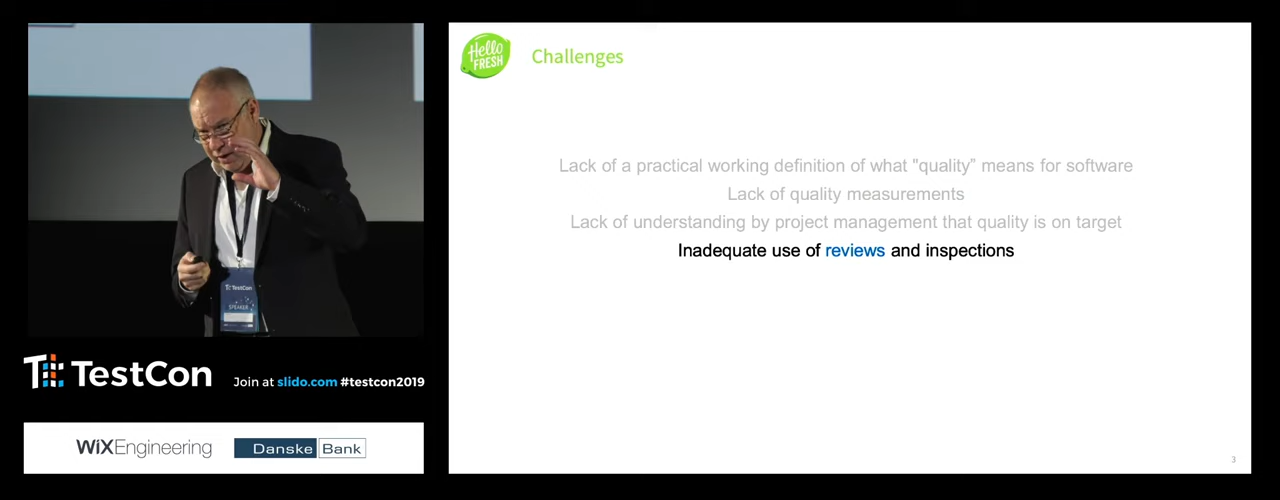 TestCon
SPEAKER
TestCon
Join at slido.com #testcon2019
WiXEngineering
Danske Bank
Hello
FRESH
Challenges
Lack of a practical working definition of what "quality” means for software
Lack of quality measurements
Lack of understanding by project management that quality is on target
Inadequate use of reviews and inspections
3